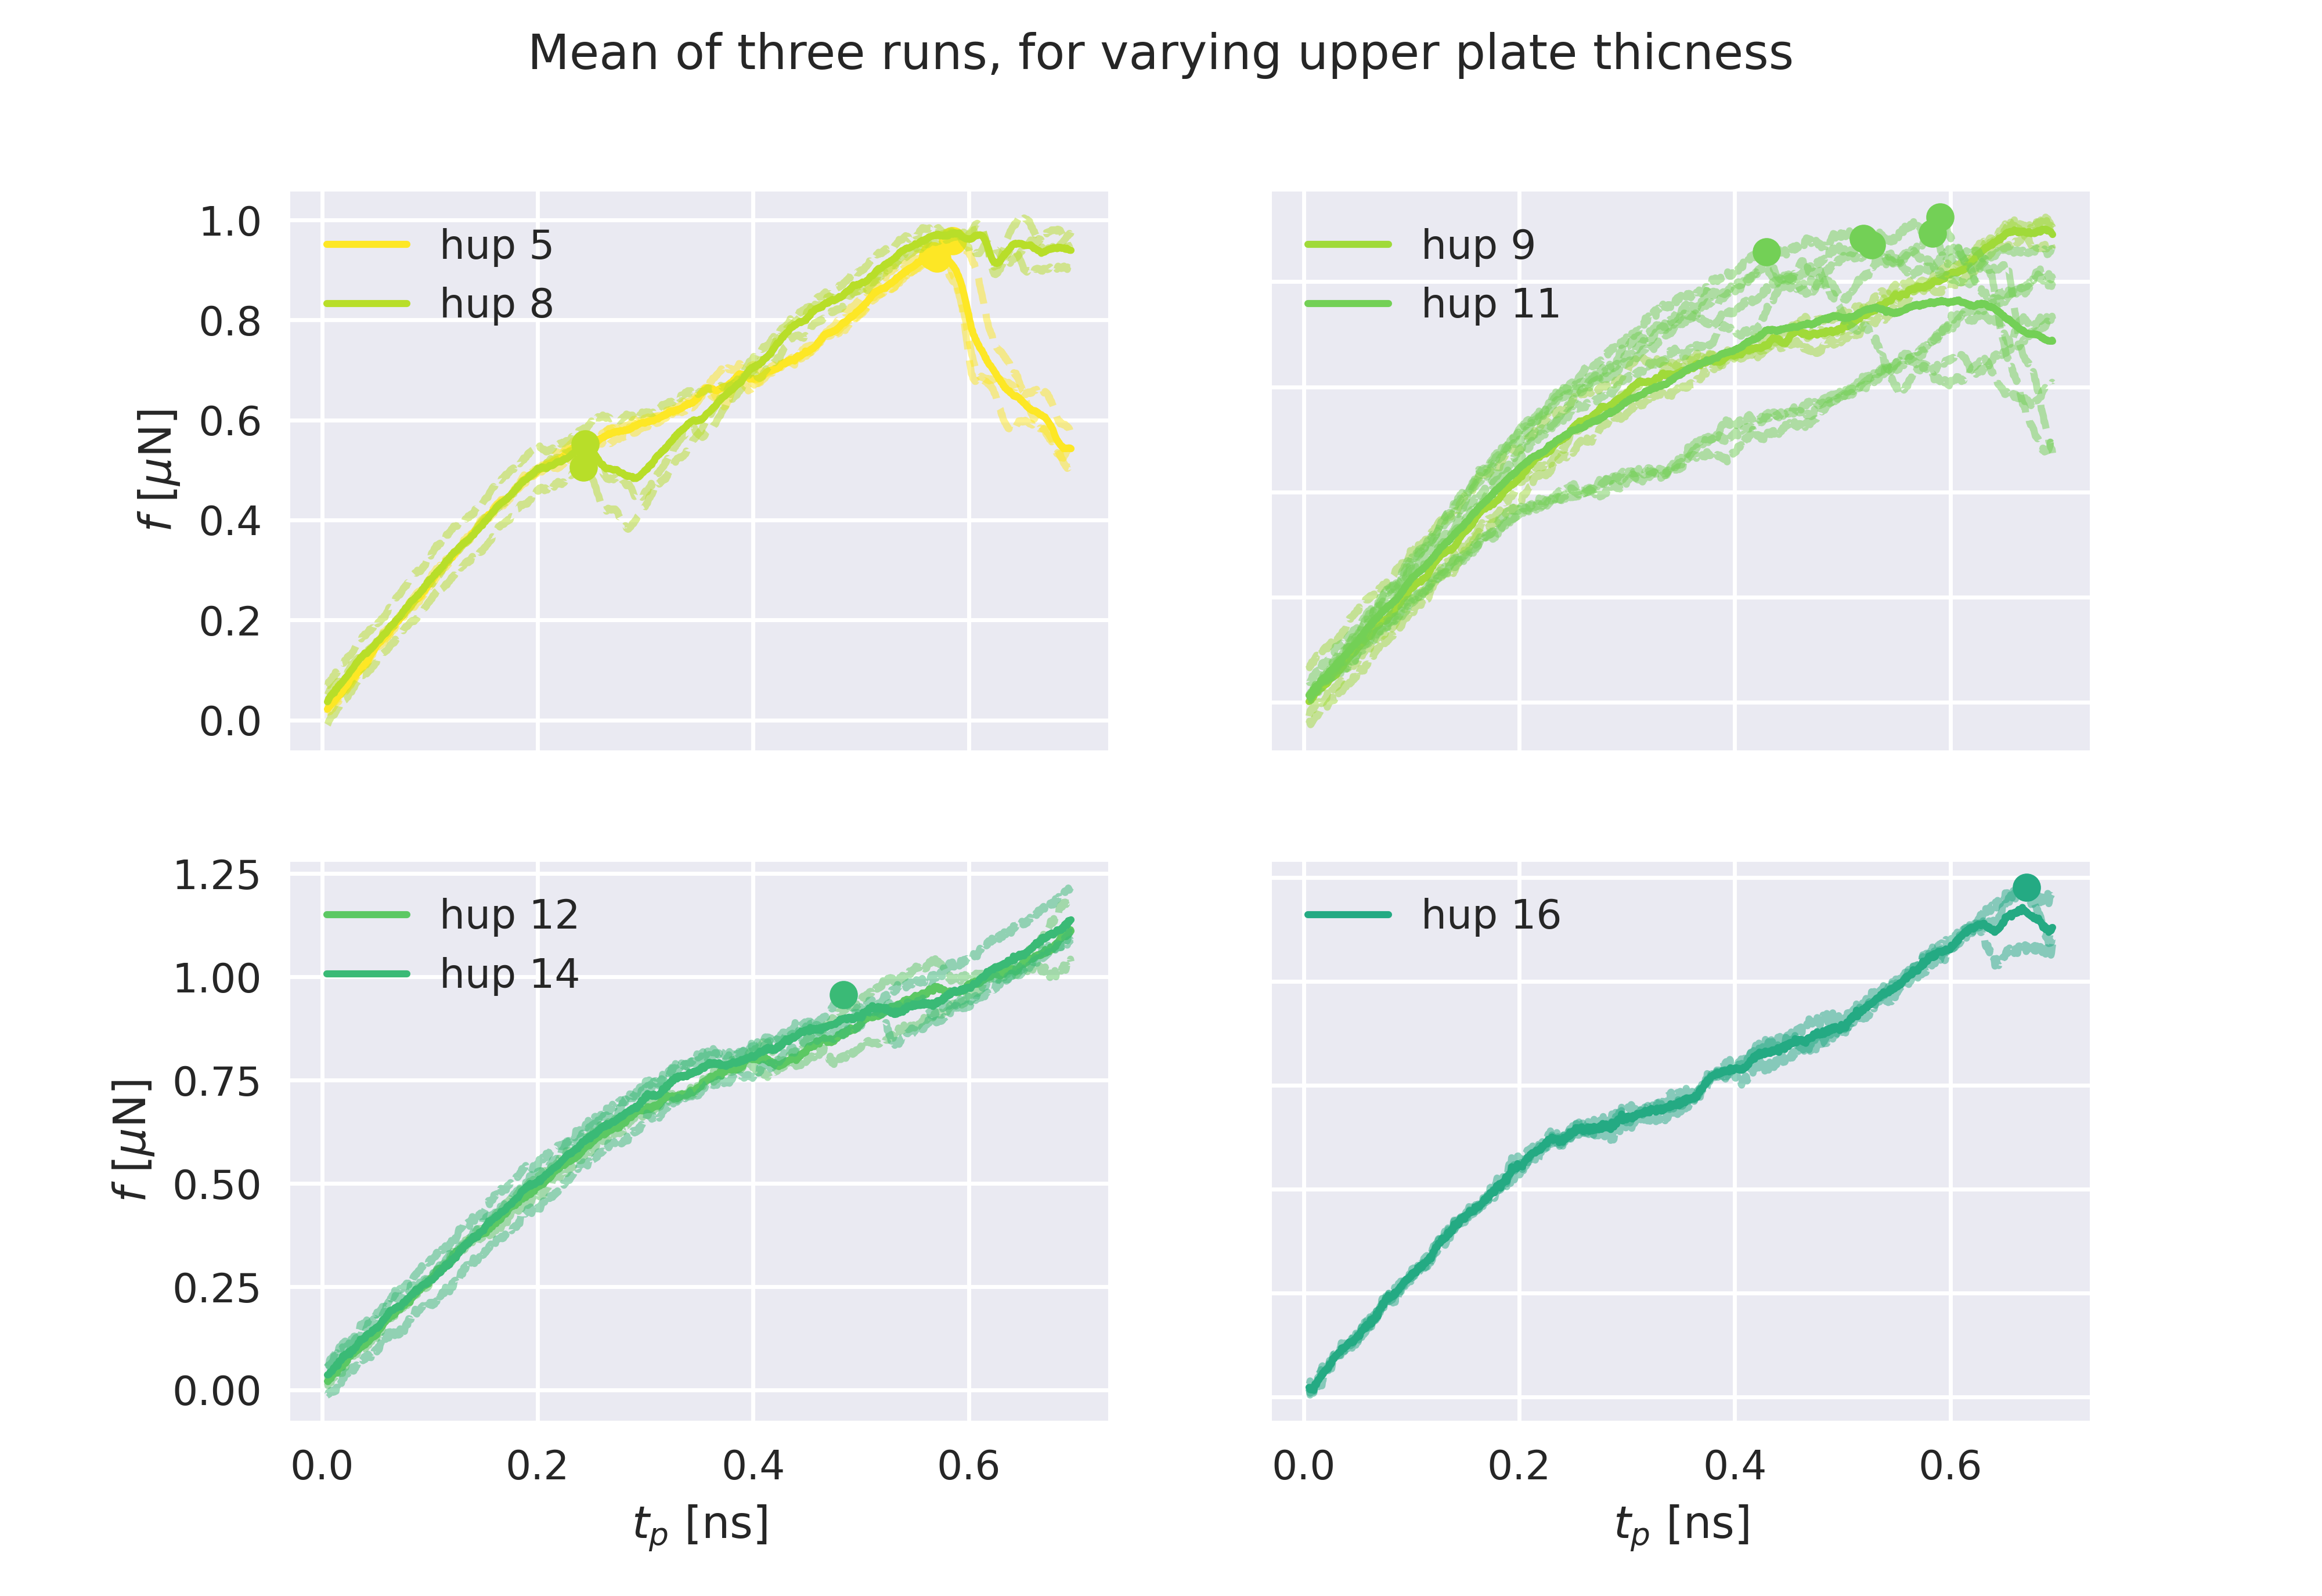 Mean of three runs, for varying upper plate thicness
1.0
0.8
0.6
0.4
0.2
0.0
f [μN]
hup 5
hup 8
hup 9
hup 11
1.25
1.00
0.75
0.50
0.25
0.00
f [μN]
hup 12
hup 14
hup 16
0.0 0.2 0.4 0.6
0.0 0.2 0.4 0.6
tₚ [ns]
tₚ [ns]